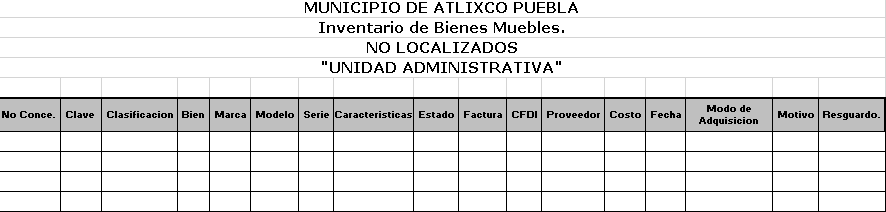 MUNICIPIO DE ATLIXCO PUEBLA
Inventario de Bienes Muebles.
NO LOCALIZADOS
"UNIDAD ADMINISTRATIVA"
No Conce. Clave Clasificacion Bien Marca Modelo Serie Caracteristicas Estado Factura CFDI Proveedor Costo Fecha Modo de Adquisicion Motivo Resguardo.